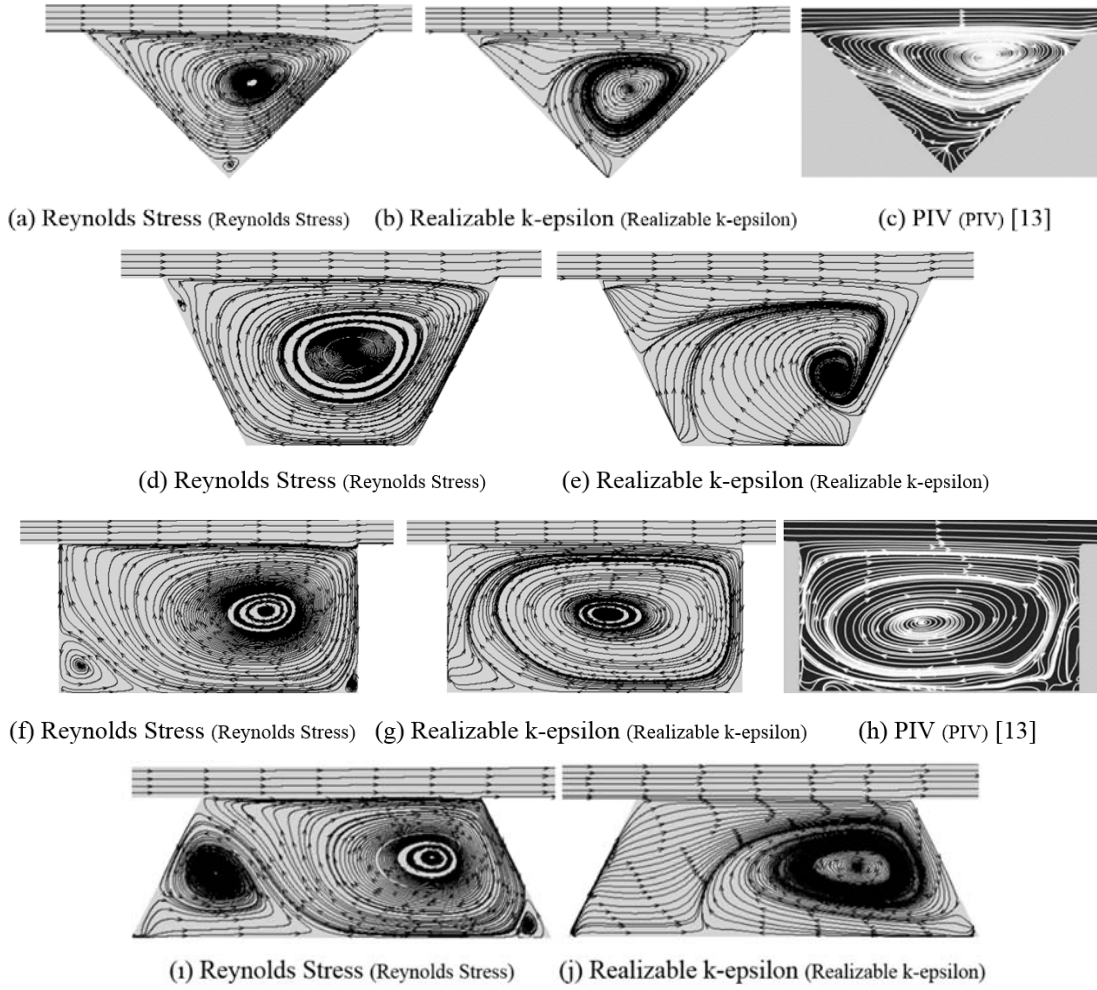 (a) Reynolds Stress (Reynolds Stress) (b) Realizable k-epsilon (Realizable k-epsilon) (c) PIV (PIV) [13]
(d) Reynolds Stress (Reynolds Stress) (e) Realizable k-epsilon (Realizable k-epsilon)
(f) Reynolds Stress (Reynolds Stress) (g) Realizable k-epsilon (Realizable k-epsilon) (h) PIV (PIV) [13]
(ı) Reynolds Stress (Reynolds Stress) (j) Realizable k-epsilon (Realizable k-epsilon)